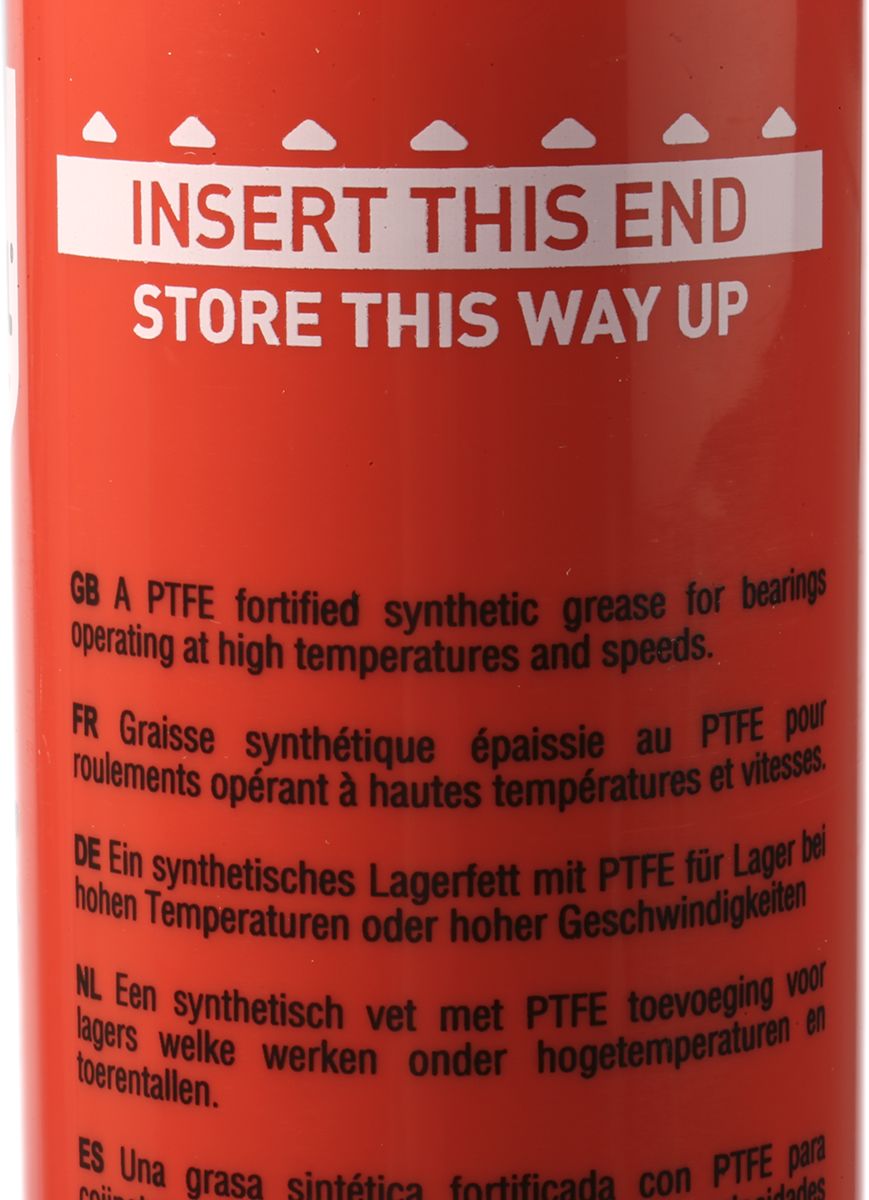 INSERT THIS END
STORE THIS WAY UP
GB A PTFE fortified synthetic grease for bearings
operating at high temperatures and speeds.
FR Graisse synthétique épaissie au PTFE pour
roulements opérant à hautes températures et vitesses.
DE Ein synthetisches Lagerfett mit PTFE für Lager bei
hohen Temperaturen oder hoher Geschwindigkeiten
NL Een synthetisch vet met PTFE toevoeging voor
lagers welke werken onder hogetemperaturen en
toerentallen.
ES Una grasa sintética fortificada con PTFE para